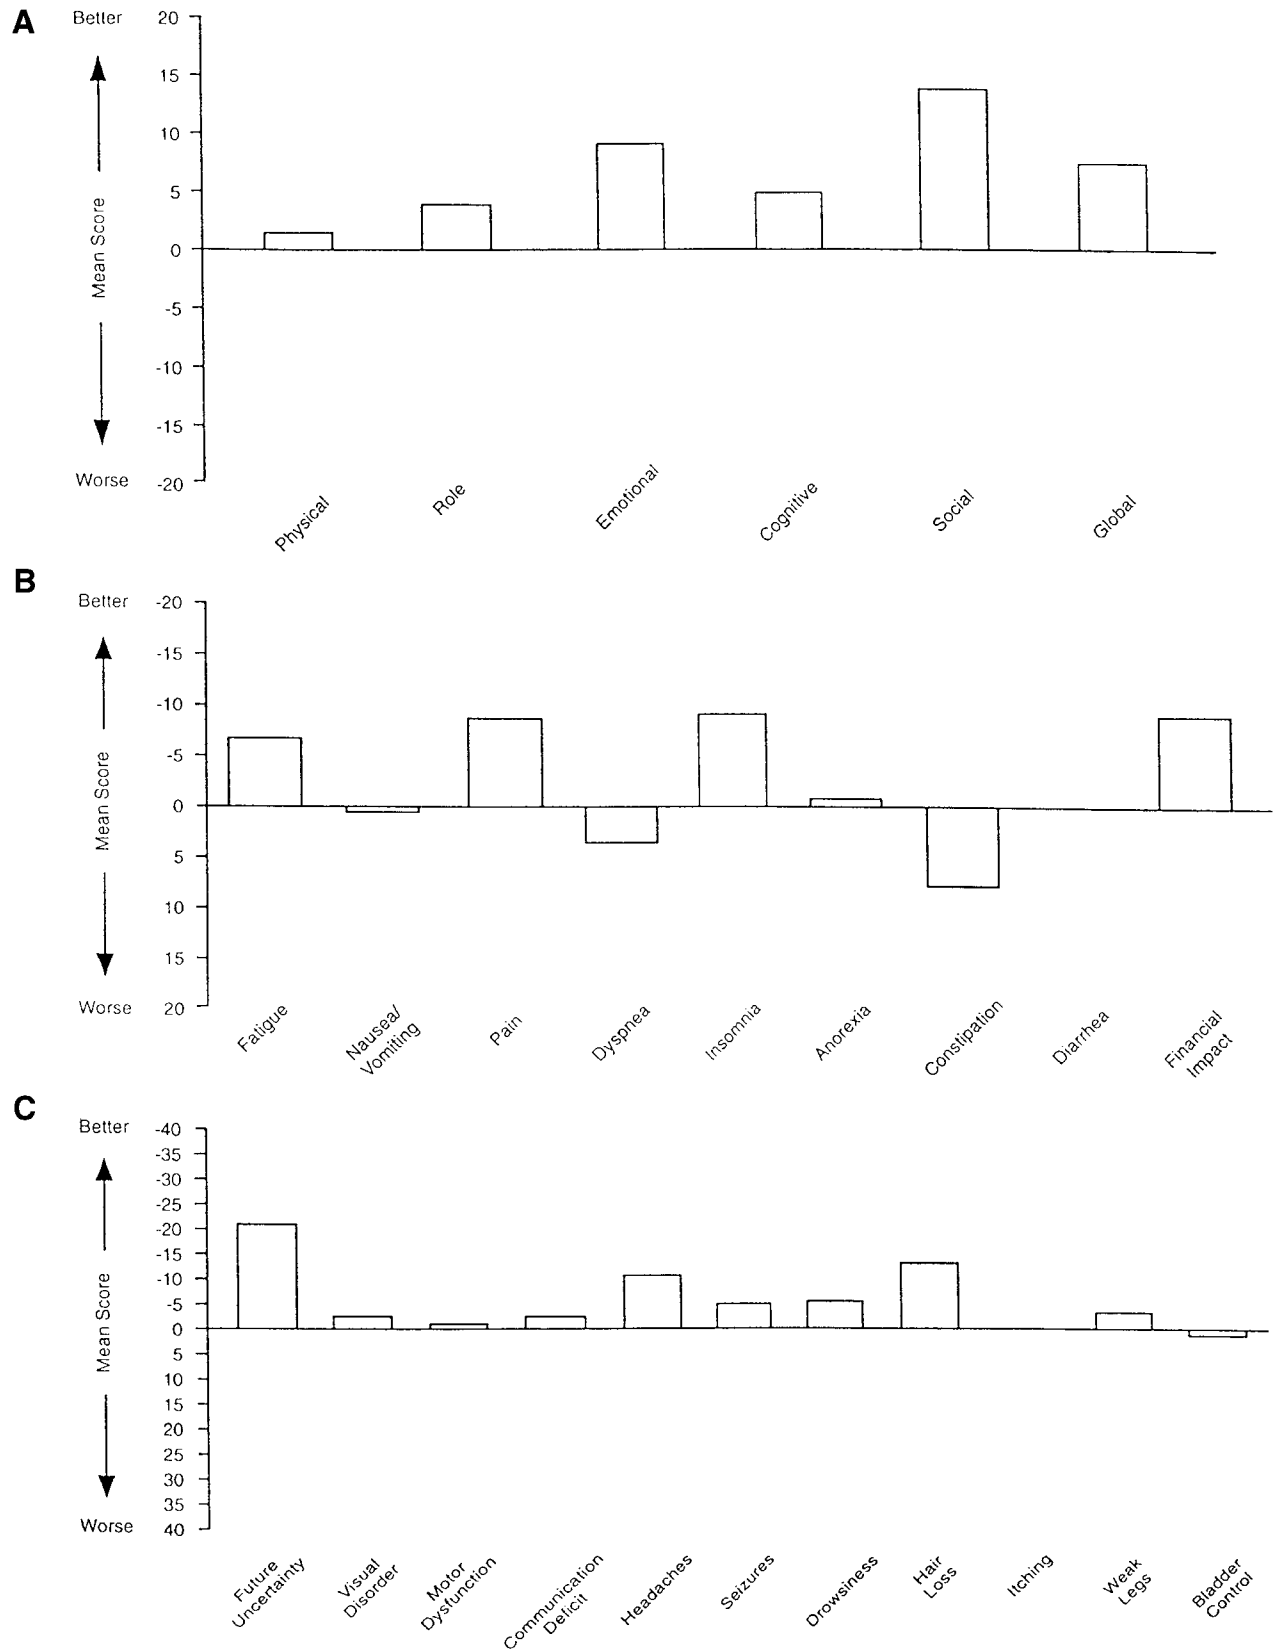 A
Better
20
15
10
5
0
-5
-10
-15
-20
Mean Score
Worse
Physical
Role
Emotional
Cognitive
Social
Global
B
Better
-20
-15
-10
-5
0
5
10
15
20
Mean Score
Worse
Fatigue
Nausea/
Vomiting
Pain
Dyspnea
Insomnia
Anorexia
Constipation
Diarrhea
Financial
Impact
C
Better
-40
-35
-30
-25
-20
-15
-10
-5
0
5
10
15
20
25
30
35
40
Mean Score
Worse
Future
Uncertainty
Visual
Disorder
Motor
Dysfunction
Communication
Deficit
Headaches
Seizures
Drowsiness
Hair
Loss
Itching
Weak
Legs
Bladder
Control